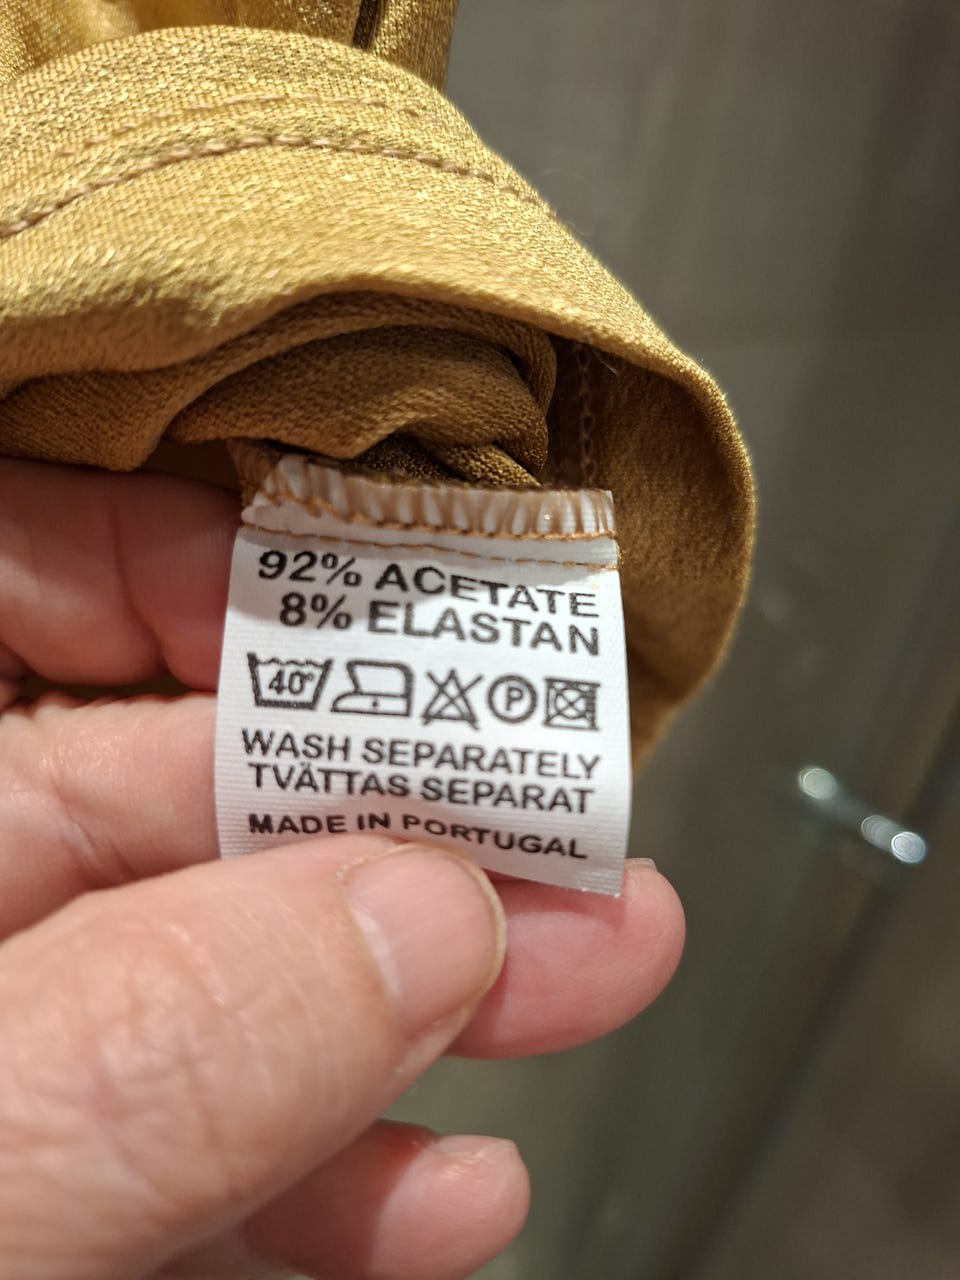 92% ACETATE
8% ELASTAN
40° P
WASH SEPARATELY
TVÄTTAS SEPARAT
MADE IN PORTUGAL